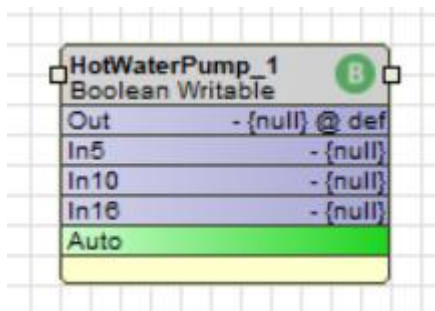 HotWaterPump_1
Boolean Writable
B
Out - {null} @ def
In5 - {null}
In10 - {null}
In16 - {null}
Auto